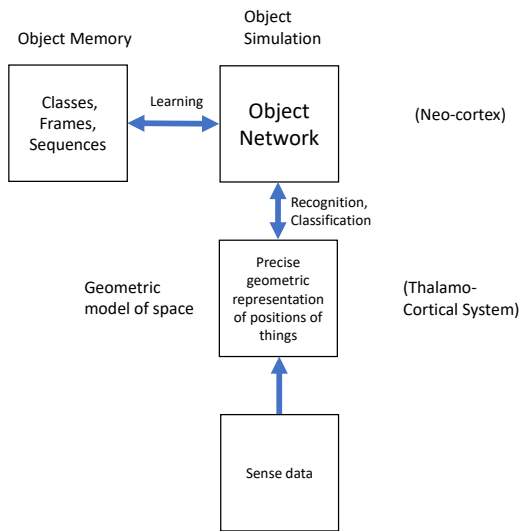 Object Memory
Object
Simulation
Classes,
Frames,
Sequences
Learning
Object
Network
(Neo-cortex)
Recognition,
Classification
Geometric
model of space
Precise
geometric
representation
of positions of
things
(Thalamo-
Cortical System)
Sense data